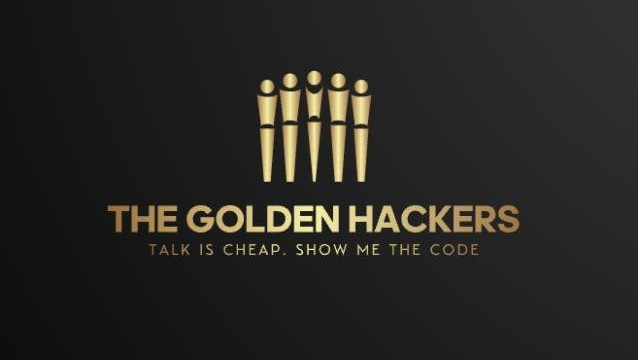 THE GOLDEN HACKERS
TALK IS CHEAP. SHOW ME THE CODE